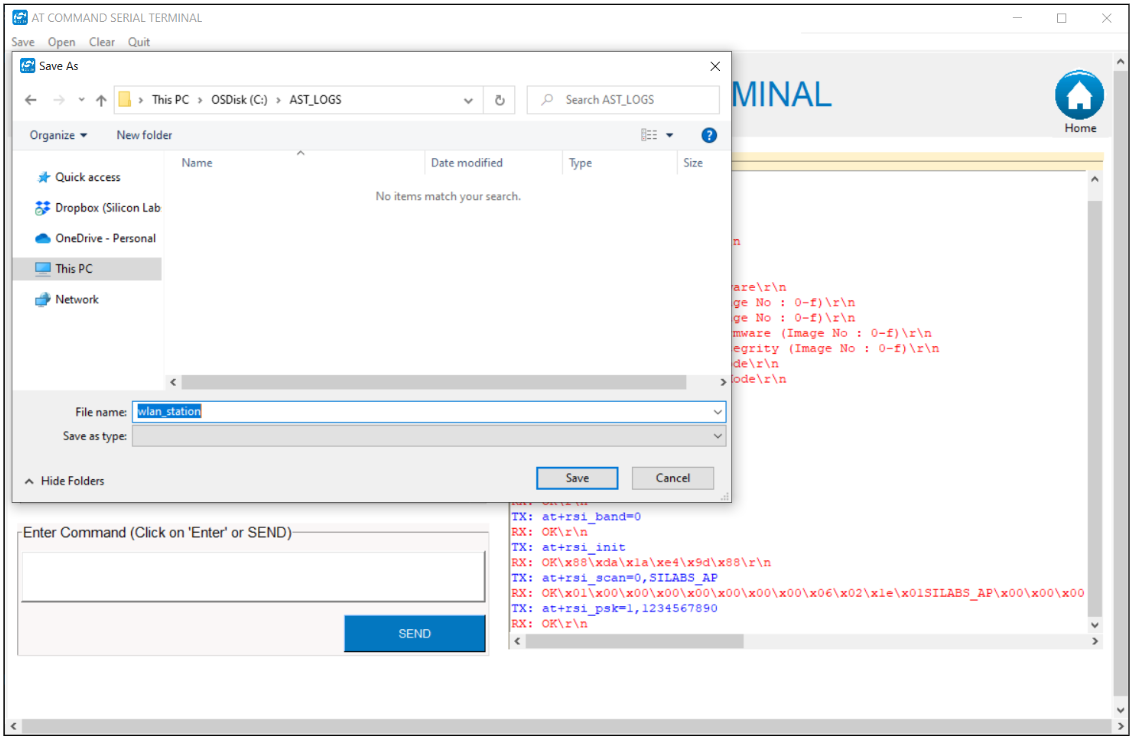 AT COMMAND SERIAL TERMINAL
Save Open Clear Quit
Save As
This PC > OSDisk (C:) > AST_LOGS
Search AST_LOGS
MINAL
Home
Organize
New folder
Name
Date modified
Type
Size
No items match your search.
Quick access
Dropbox (Silicon Lab
OneDrive - Personal
This PC
Network
File name: wlan_station
Save as type:
Hide Folders
Save
Cancel
n
ware\r\n
ge No : 0-f)\r\n
ge No : 0-f)\r\n
mware (Image No : 0-f)\r\n
egrity (Image No : 0-f)\r\n
de\r\n
ode\r\n
RX: OK\r\n
TX: at+rsi_band=0
RX: OK\r\n
TX: at+rsi_init
RX: OK\x88\xda\x1a\xe4\x9d\x88\r\n
TX: at+rsi_scan=0,SILABS_AP
RX: OK\x01\x00\x00\x00\x00\x00\x00\x00\x06\x02\x1e\x01SILABS_AP\x00\x00\x00
TX: at+rsi_psk=1,1234567890
RX: OK\r\n
Enter Command (Click on 'Enter' or SEND)
SEND